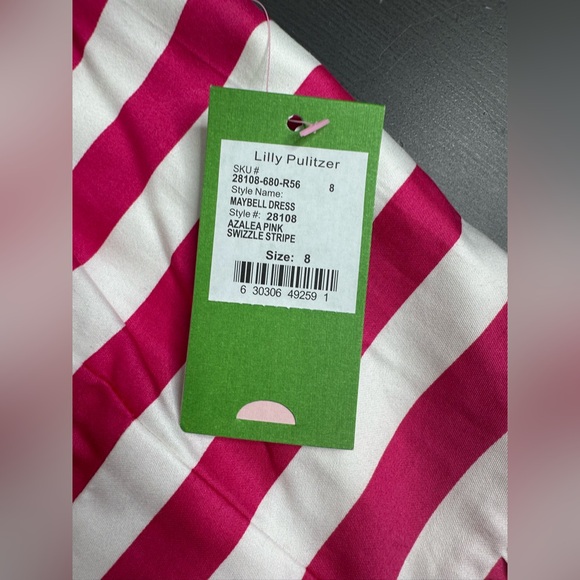 Lilly Pulitzer
SKU #
28108-680-R56 8
Style Name:
MAYBELL DRESS
Style #: 28108
AZALEA PINK
SWIZZLE STRIPE
Size: 8
6 30306 49259 1